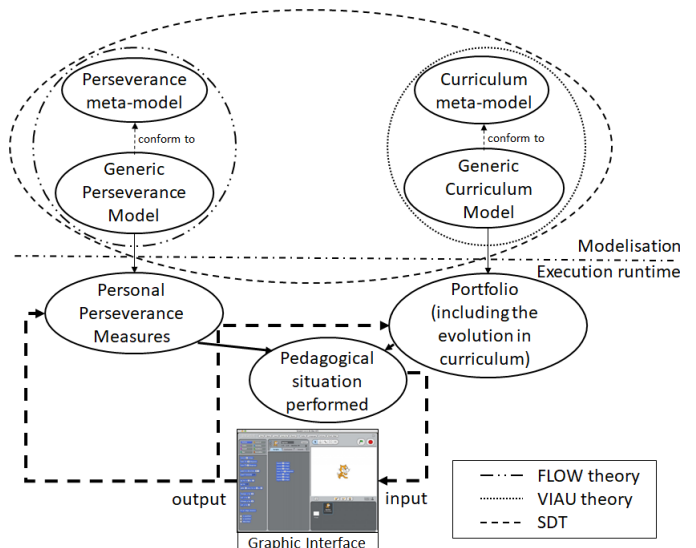 Perseverance
meta-model
Curriculum
meta-model
conform to
conform to
Generic
Perseverance
Model
Generic
Curriculum
Model
Modelisation
Execution runtime
Personal
Perseverance
Measures
Portfolio
(including the
evolution in
curriculum)
Pedagogical
situation
performed
output
input
Graphic Interface
FLOW theory
VIAU theory
SDT